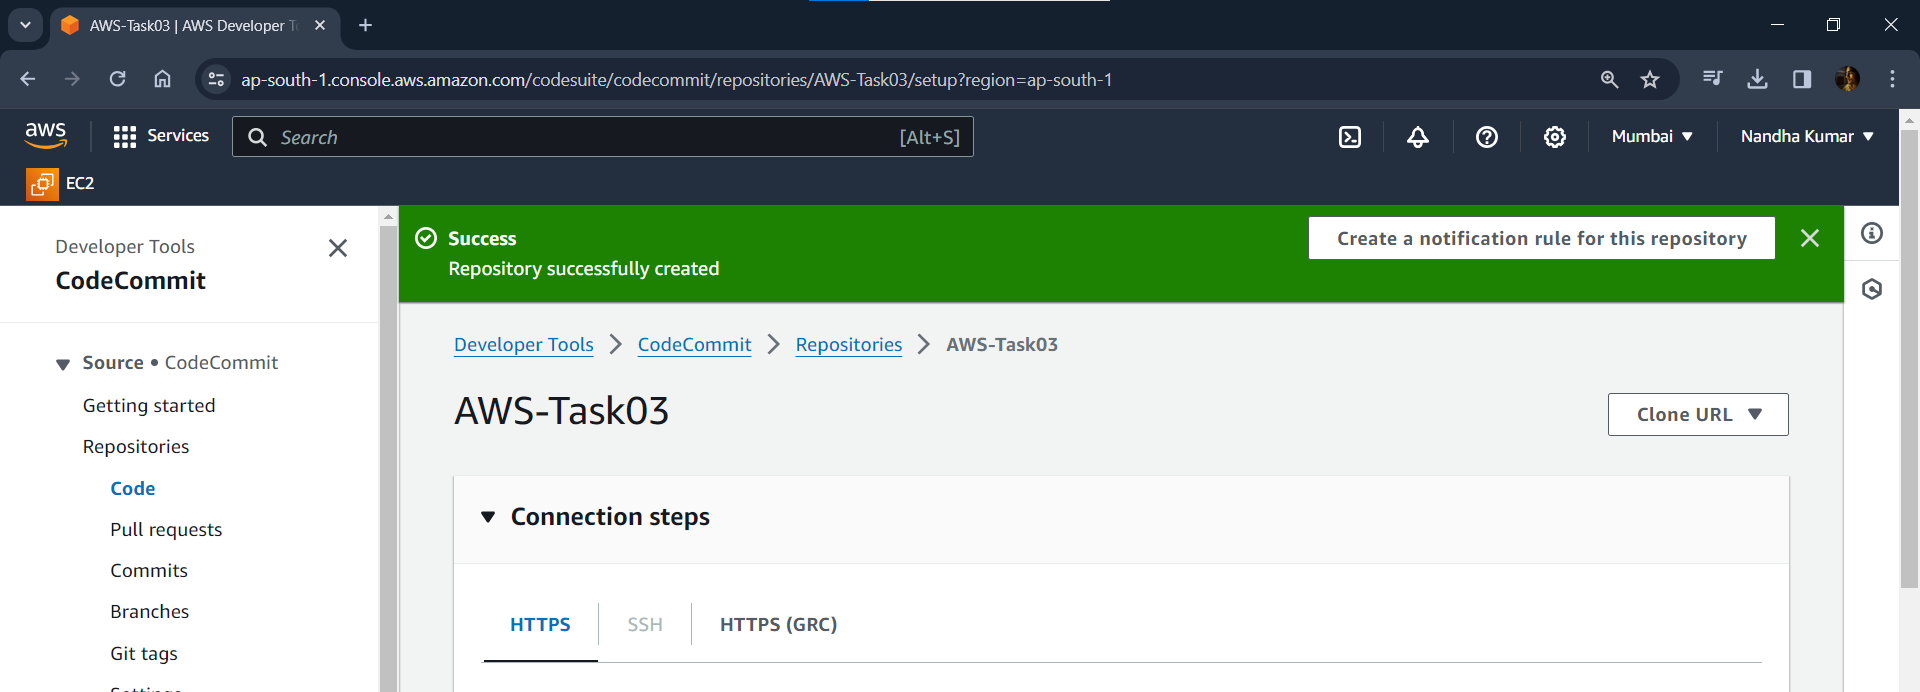 AWS-Task03 | AWS Developer T
ap-south-1.console.aws.amazon.com/codesuite/codecommit/repositories/AWS-Task03/setup?region=ap-south-1
aws
Services
Search
[Alt+S]
Mumbai
Nandha Kumar
EC2
Developer Tools
CodeCommit
Source • CodeCommit
Getting started
Repositories
Code
Pull requests
Commits
Branches
Git tags
Settings
Success
Repository successfully created
Create a notification rule for this repository
Developer Tools
CodeCommit
Repositories
AWS-Task03
AWS-Task03
Clone URL
Connection steps
HTTPS
SSH
HTTPS (GRC)